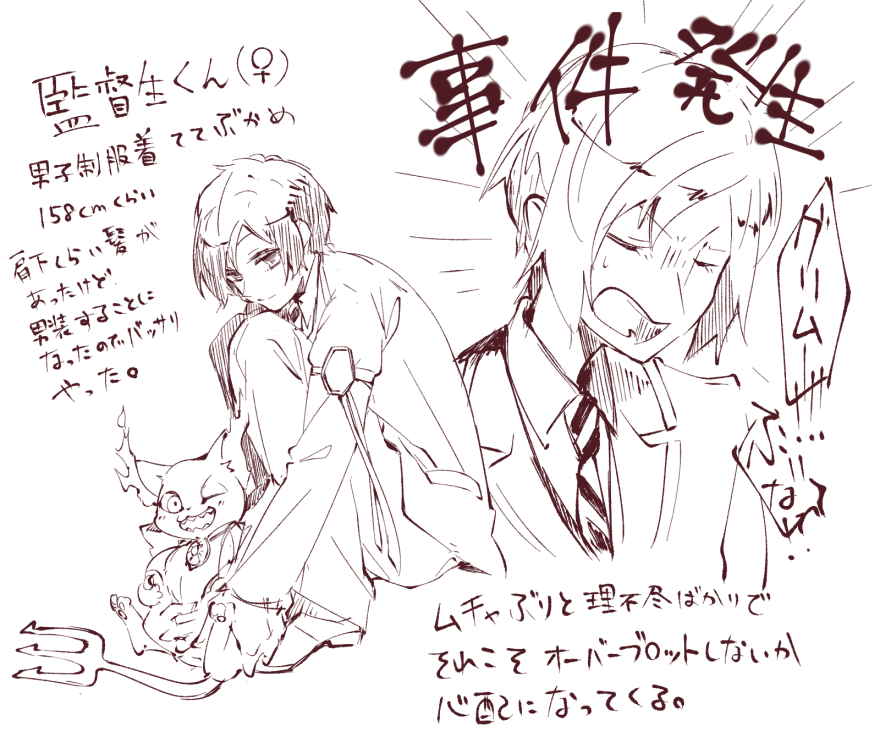 監督生くん(♀)
男子制服着 てて ぶかめ
158cmくらい
肩下くらい髪が
あったけど、
男装することに
なったのでバッサリ
やった。
事件発生
グリームーッ!!
ふ…
な
ムチャぶりと理不尽ばかりで
それこそオーバーブロットしないか
心配になってくる。